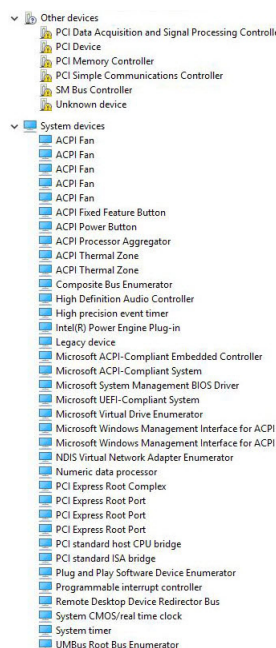 Other devices
PCI Data Acquisition and Signal Processing Controlle
PCI Device
PCI Memory Controller
PCI Simple Communications Controller
SM Bus Controller
Unknown device
System devices
ACPI Fan
ACPI Fan
ACPI Fan
ACPI Fan
ACPI Fan
ACPI Fixed Feature Button
ACPI Power Button
ACPI Processor Aggregator
ACPI Thermal Zone
ACPI Thermal Zone
Composite Bus Enumerator
High Definition Audio Controller
High precision event timer
Intel(R) Power Engine Plug-in
Legacy device
Microsoft ACPI-Compliant Embedded Controller
Microsoft ACPI-Compliant System
Microsoft System Management BIOS Driver
Microsoft UEFI-Compliant System
Microsoft Virtual Drive Enumerator
Microsoft Windows Management Interface for ACPI
Microsoft Windows Management Interface for ACPI
NDIS Virtual Network Adapter Enumerator
Numeric data processor
PCI Express Root Complex
PCI Express Root Port
PCI Express Root Port
PCI Express Root Port
PCI standard host CPU bridge
PCI standard ISA bridge
Plug and Play Software Device Enumerator
Programmable interrupt controller
Remote Desktop Device Redirector Bus
System CMOS/real time clock
System timer
UMBus Root Bus Enumerator